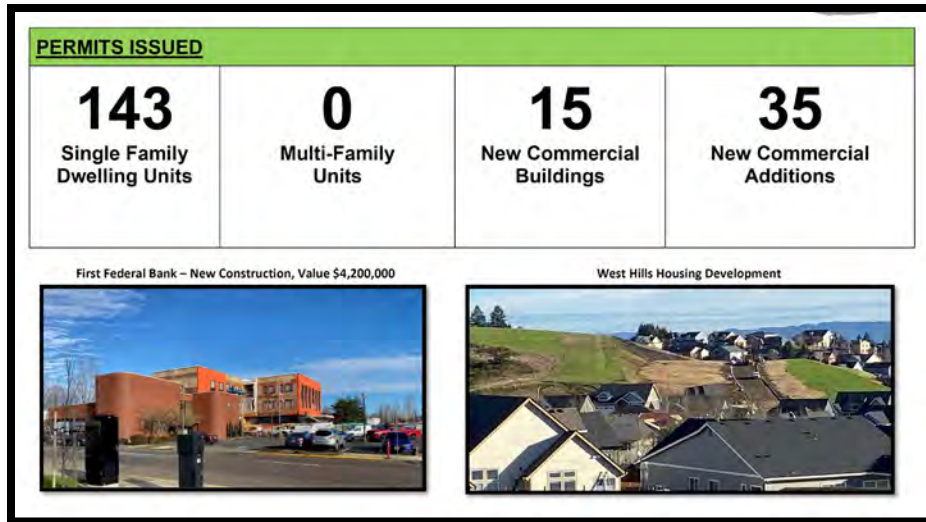 PERMITS ISSUED
143
Single Family
Dwelling Units
0
Multi-Family
Units
15
New Commercial
Buildings
35
New Commercial
Additions
First Federal Bank – New Construction, Value $4,200,000
West Hills Housing Development